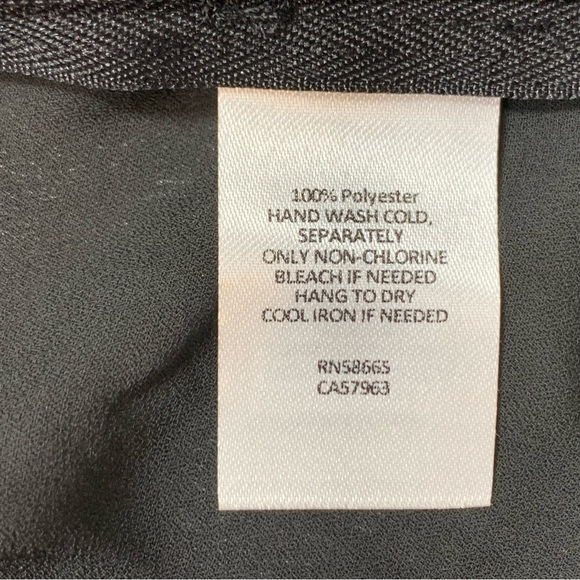 100% Polyester
HAND WASH COLD,
SEPARATELY
ONLY NON-CHLORINE
BLEACH IF NEEDED
HANG TO DRY
COOL IRON IF NEEDED
RN58665
CA57963